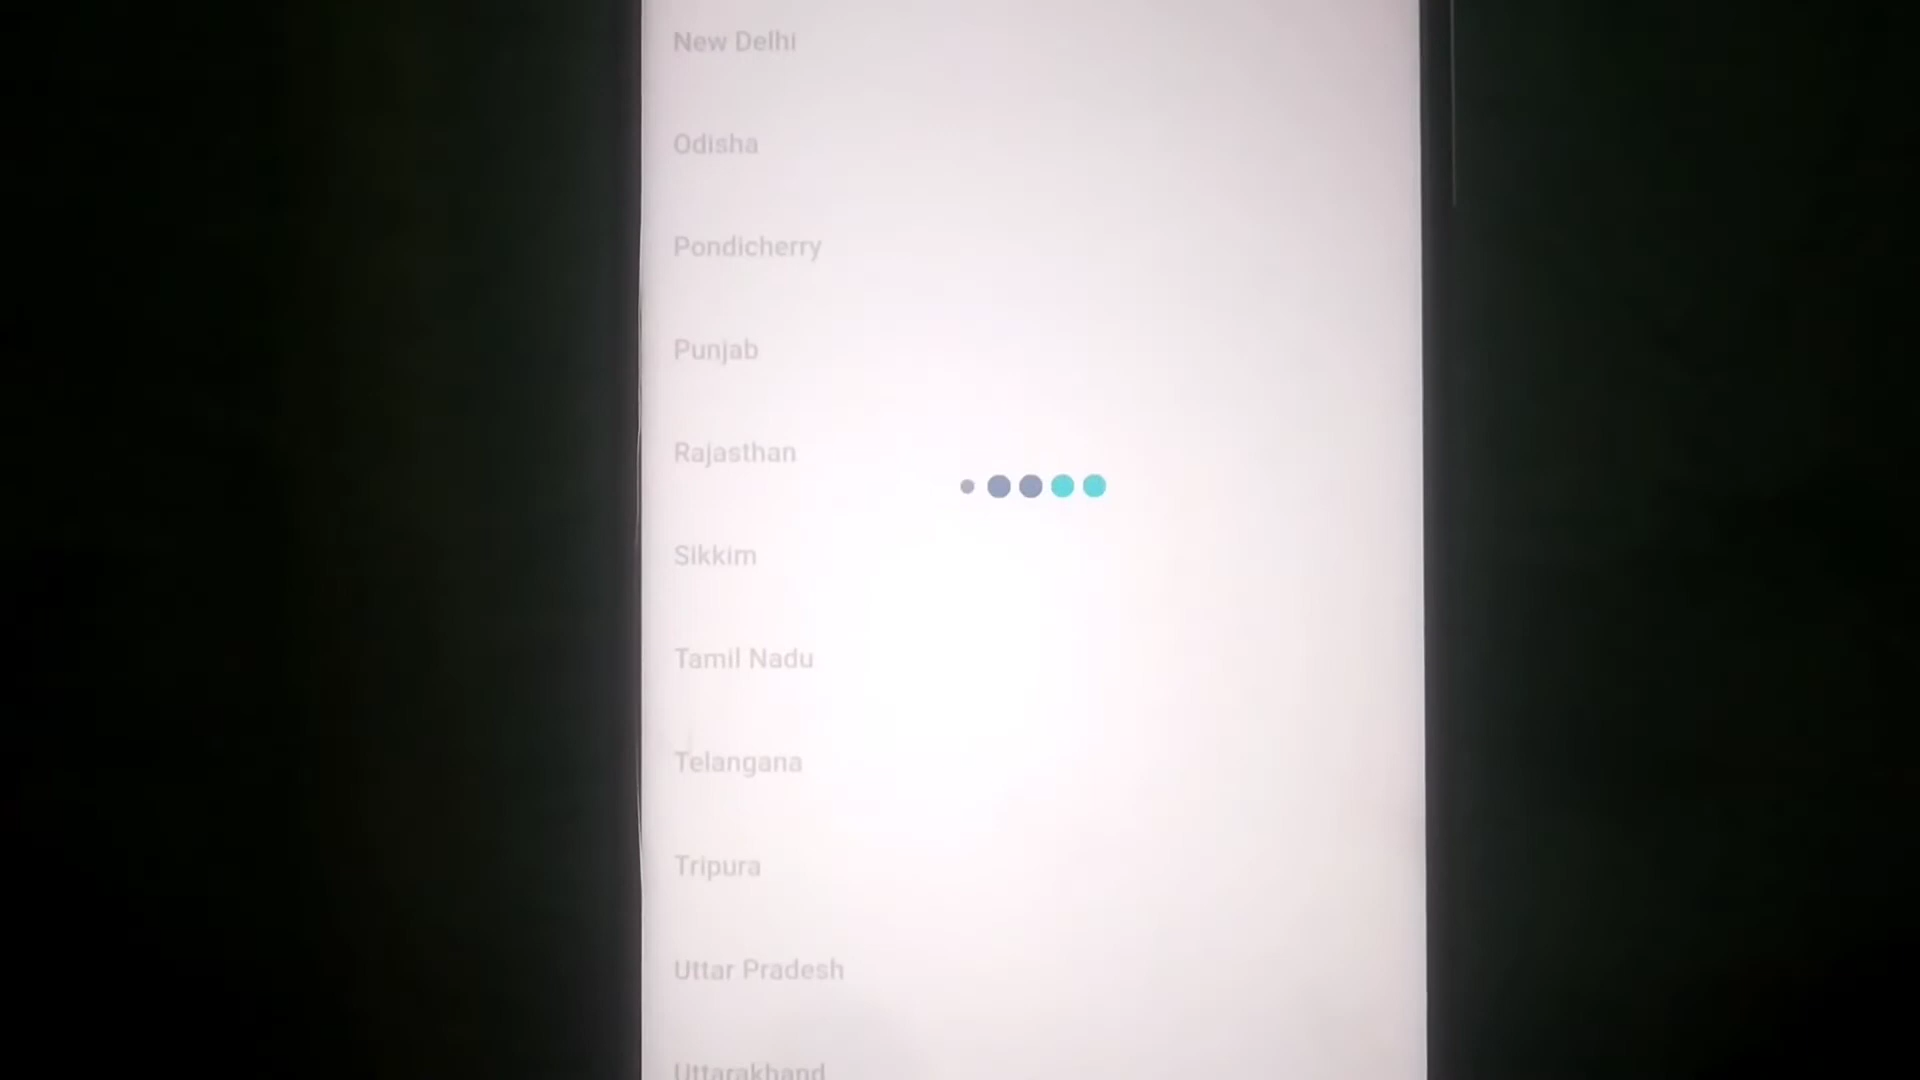 New Delhi
Odisha
Pondicherry
Punjab
Rajasthan
Sikkim
Tamil Nadu
Telangana
Tripura
Uttar Pradesh
Uttarakhand